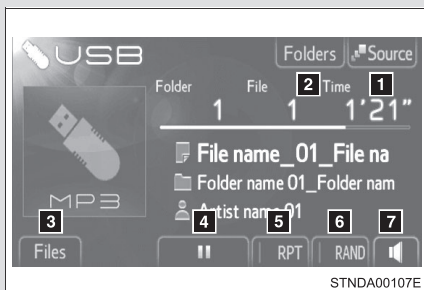 USB
Folders
Source
2
1
Folder File Time
1 1 1'21"
File name_01_File na
Folder name 01_Folder nam
Artist name 01
MP3
3
4
5
6
7
Files
RPT
RAND
STNDA00107E